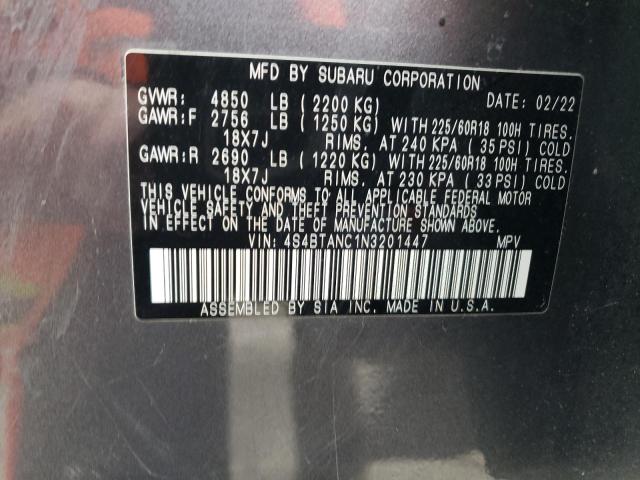 MFD BY SUBARU CORPORATION
GVWR: 4850 LB (2200 KG) DATE: 02/22
GAWR:F 2756 LB (1250 KG) WITH 225/60R18 100H TIRES.
18X7J RIMS, AT 240 KPA (35 PSI) COLD
GAWR:R 2690 LB (1220 KG) WITH 225/60R18 100H TIRES.
18X7J RIMS, AT 230 KPA (33 PSI) COLD
THIS VEHICLE CONFORMS TO ALL APPLICABLE FEDERAL MOTOR
VEHICLE SAFETY AND THEFT PREVENTION STANDARDS
IN EFFECT ON THE DATE OF MANUFACTURE SHOWN ABOVE.
VIN: 4S4BTANC1N3201447 MPV
ASSEMBLED BY SIA INC. MADE IN U.S.A.